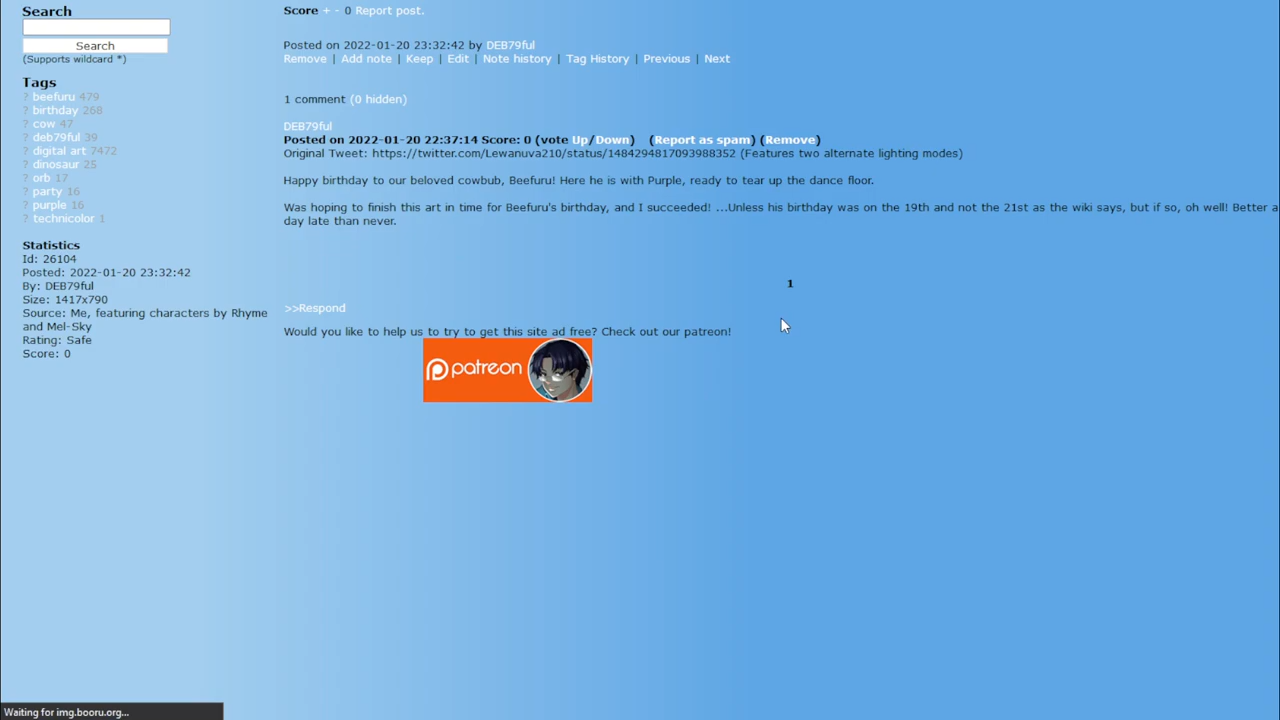 Search
Search
(Supports wildcard *)
Tags
? beefuru 479
? birthday 268
? cow 47
? deb79ful 39
? digital art 7472
? dinosaur 25
? orb 17
? party 16
? purple 16
? technicolor 1
Statistics
Id: 26104
Posted: 2022-01-20 23:32:42
By: DEB79ful
Size: 1417x790
Source: Me, featuring characters by Rhyme
and Mel-Sky
Rating: Safe
Score: 0
Score + - 0 Report post.
Posted on 2022-01-20 23:32:42 by DEB79ful
Remove | Add note | Keep | Edit | Note history | Tag History | Previous | Next
1 comment (0 hidden)
DEB79ful
Posted on 2022-01-20 22:37:14 Score: 0 (vote Up/Down) (Report as spam) (Remove)
Original Tweet: https://twitter.com/Lewanuva210/status/1484294817093988352 (Features two alternate lighting modes)
Happy birthday to our beloved cowbub, Beefuru! Here he is with Purple, ready to tear up the dance floor.
Was hoping to finish this art in time for Beefuru's birthday, and I succeeded! ...Unless his birthday was on the 19th and not the 21st as the wiki says, but if so, oh well! Better a
day late than never.
1
>>Respond
Would you like to help us to try to get this site ad free? Check out our patreon!
patreon
Waiting for img.booru.org...